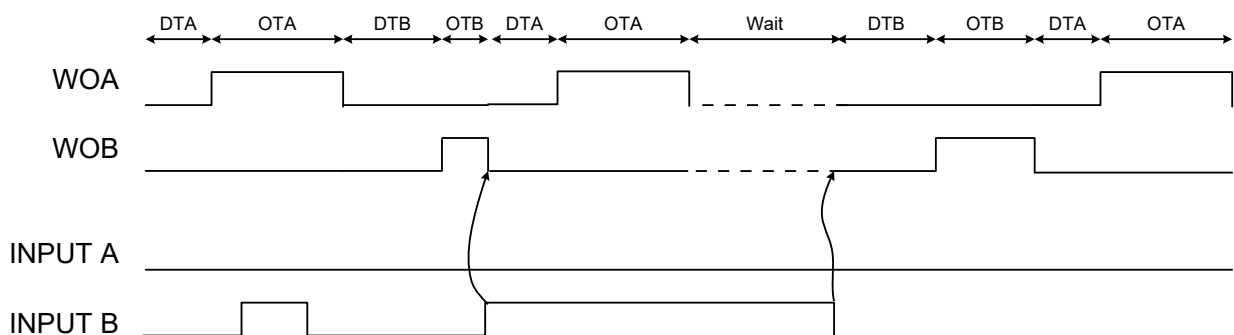 DTA OTA DTB OTB DTA OTA Wait DTB OTB DTA OTA
WOA
WOB
INPUT A
INPUT B